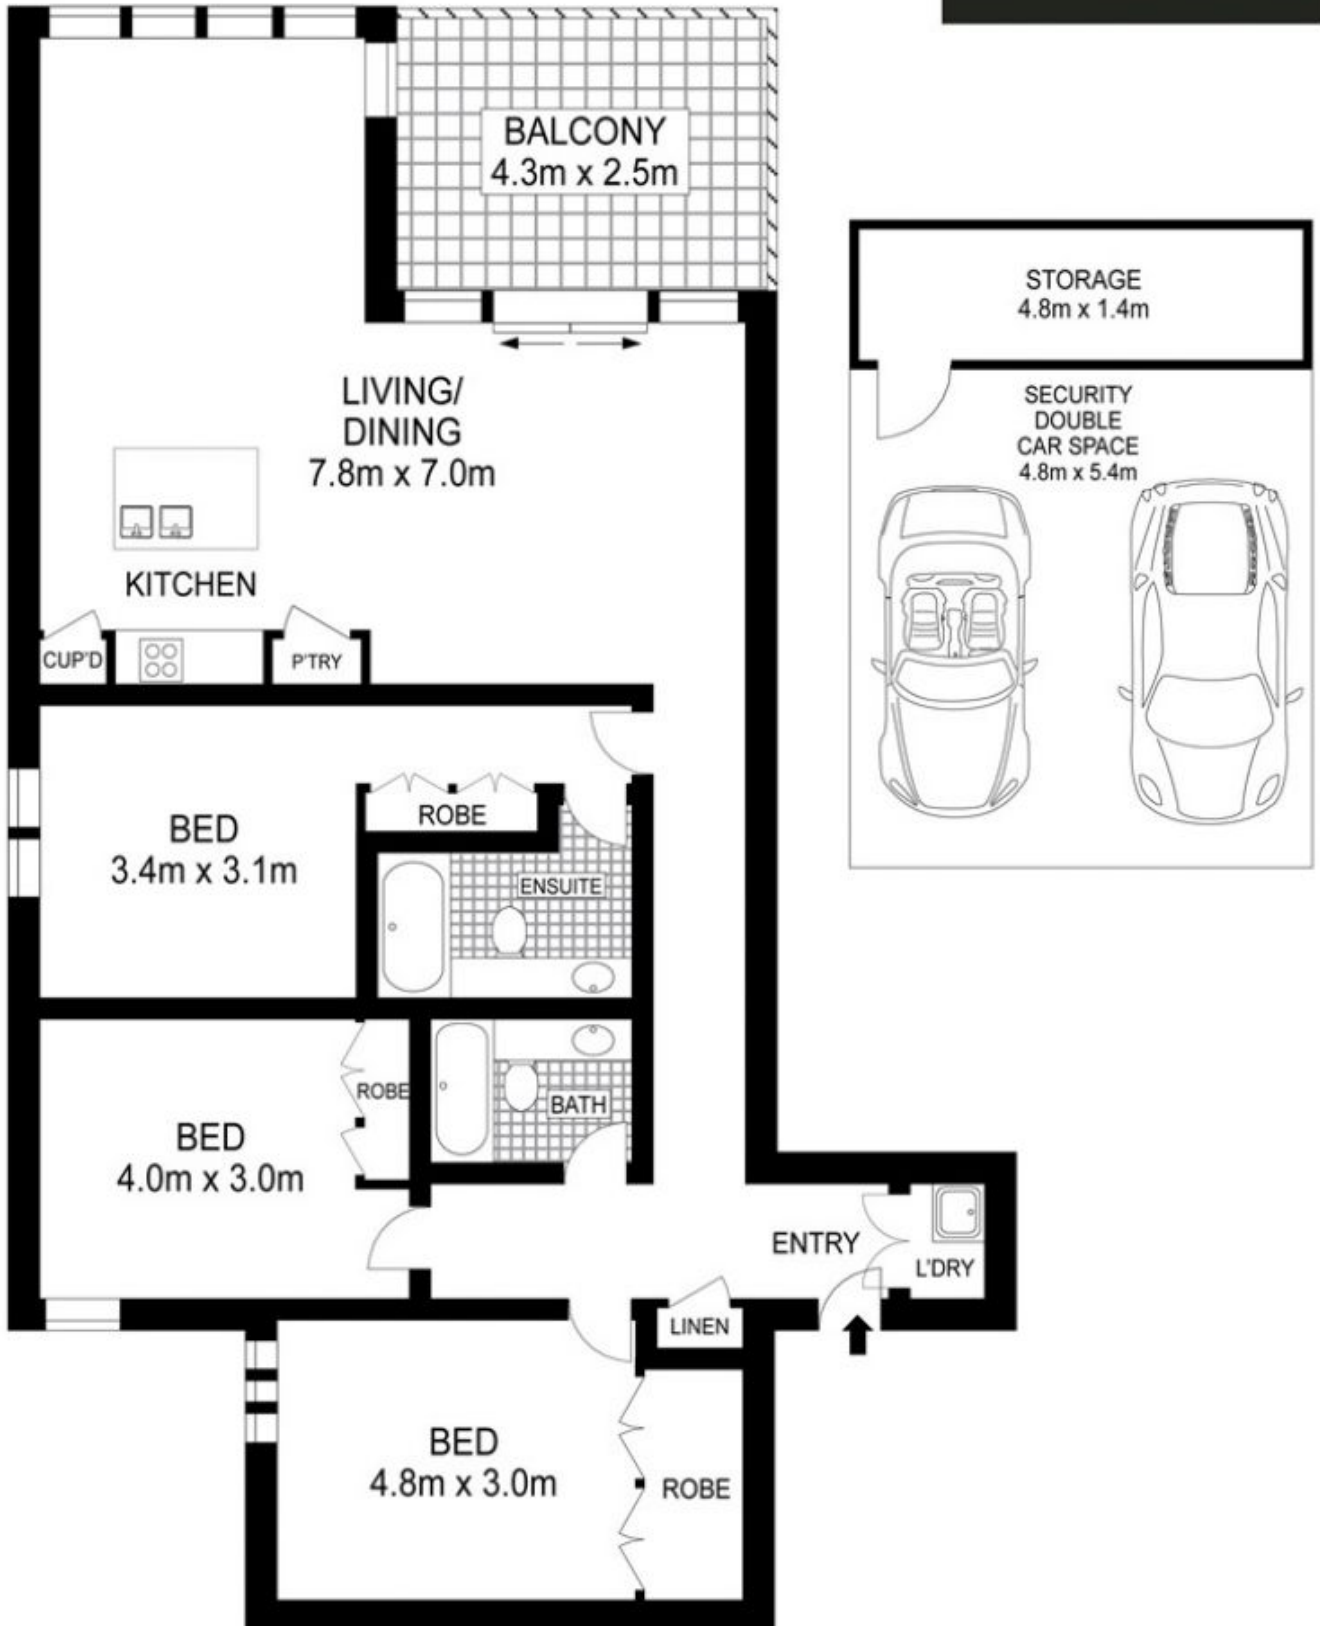 BALCONY
4.3m x 2.5m
STORAGE
4.8m x 1.4m
SECURITY
DOUBLE
CAR SPACE
4.8m x 5.4m
LIVING/
DINING
7.8m x 7.0m
KITCHEN
CUP'D
P'TRY
ROBE
BED
3.4m x 3.1m
ENSUITE
ROBE
BATH
BED
4.0m x 3.0m
ENTRY
L'DRY
LINEN
BED
4.8m x 3.0m
ROBE